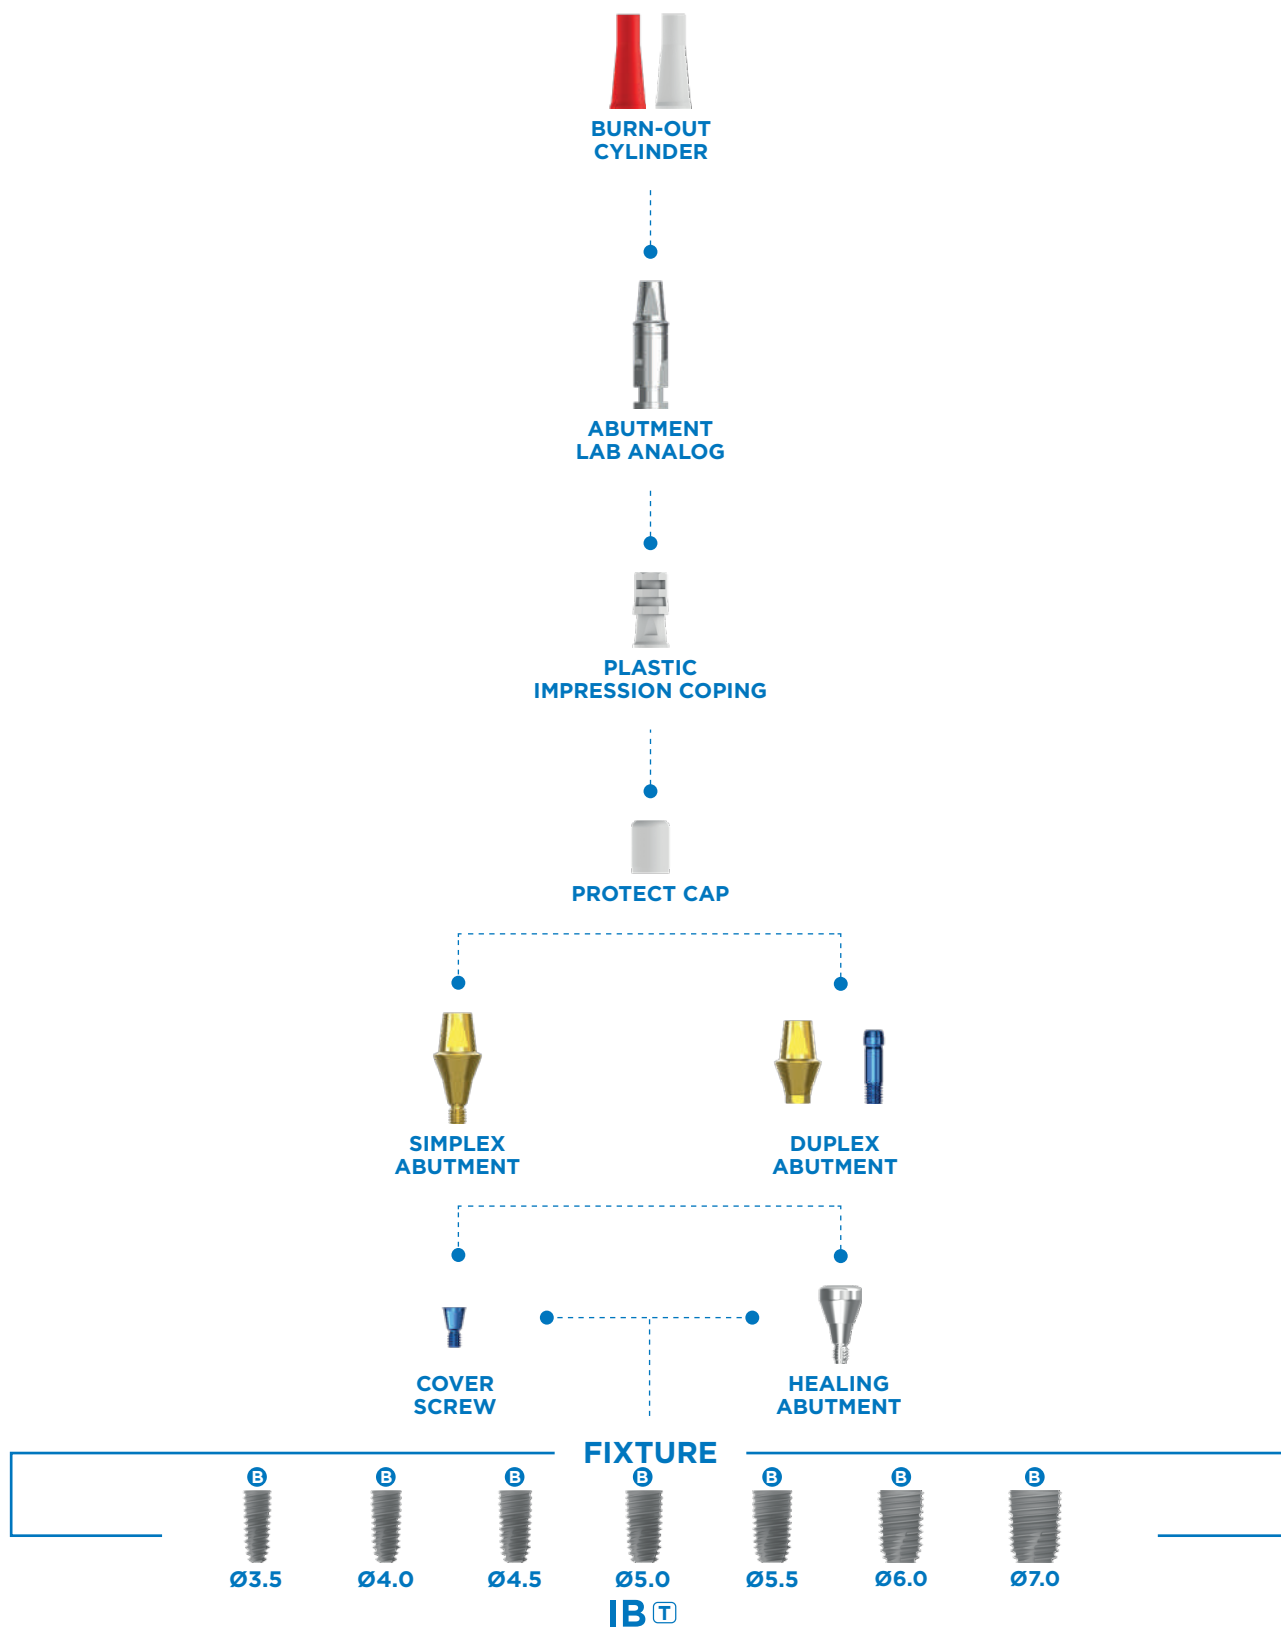 BURN-OUT
CYLINDER
ABUTMENT
LAB ANALOG
PLASTIC
IMPRESSION COPING
PROTECT CAP
SIMPLEX
ABUTMENT
DUPLEX
ABUTMENT
COVER
SCREW
HEALING
ABUTMENT
FIXTURE
B B B B B B B
Ø3.5 Ø4.0 Ø4.5 Ø5.0 Ø5.5 Ø6.0 Ø7.0
IB T